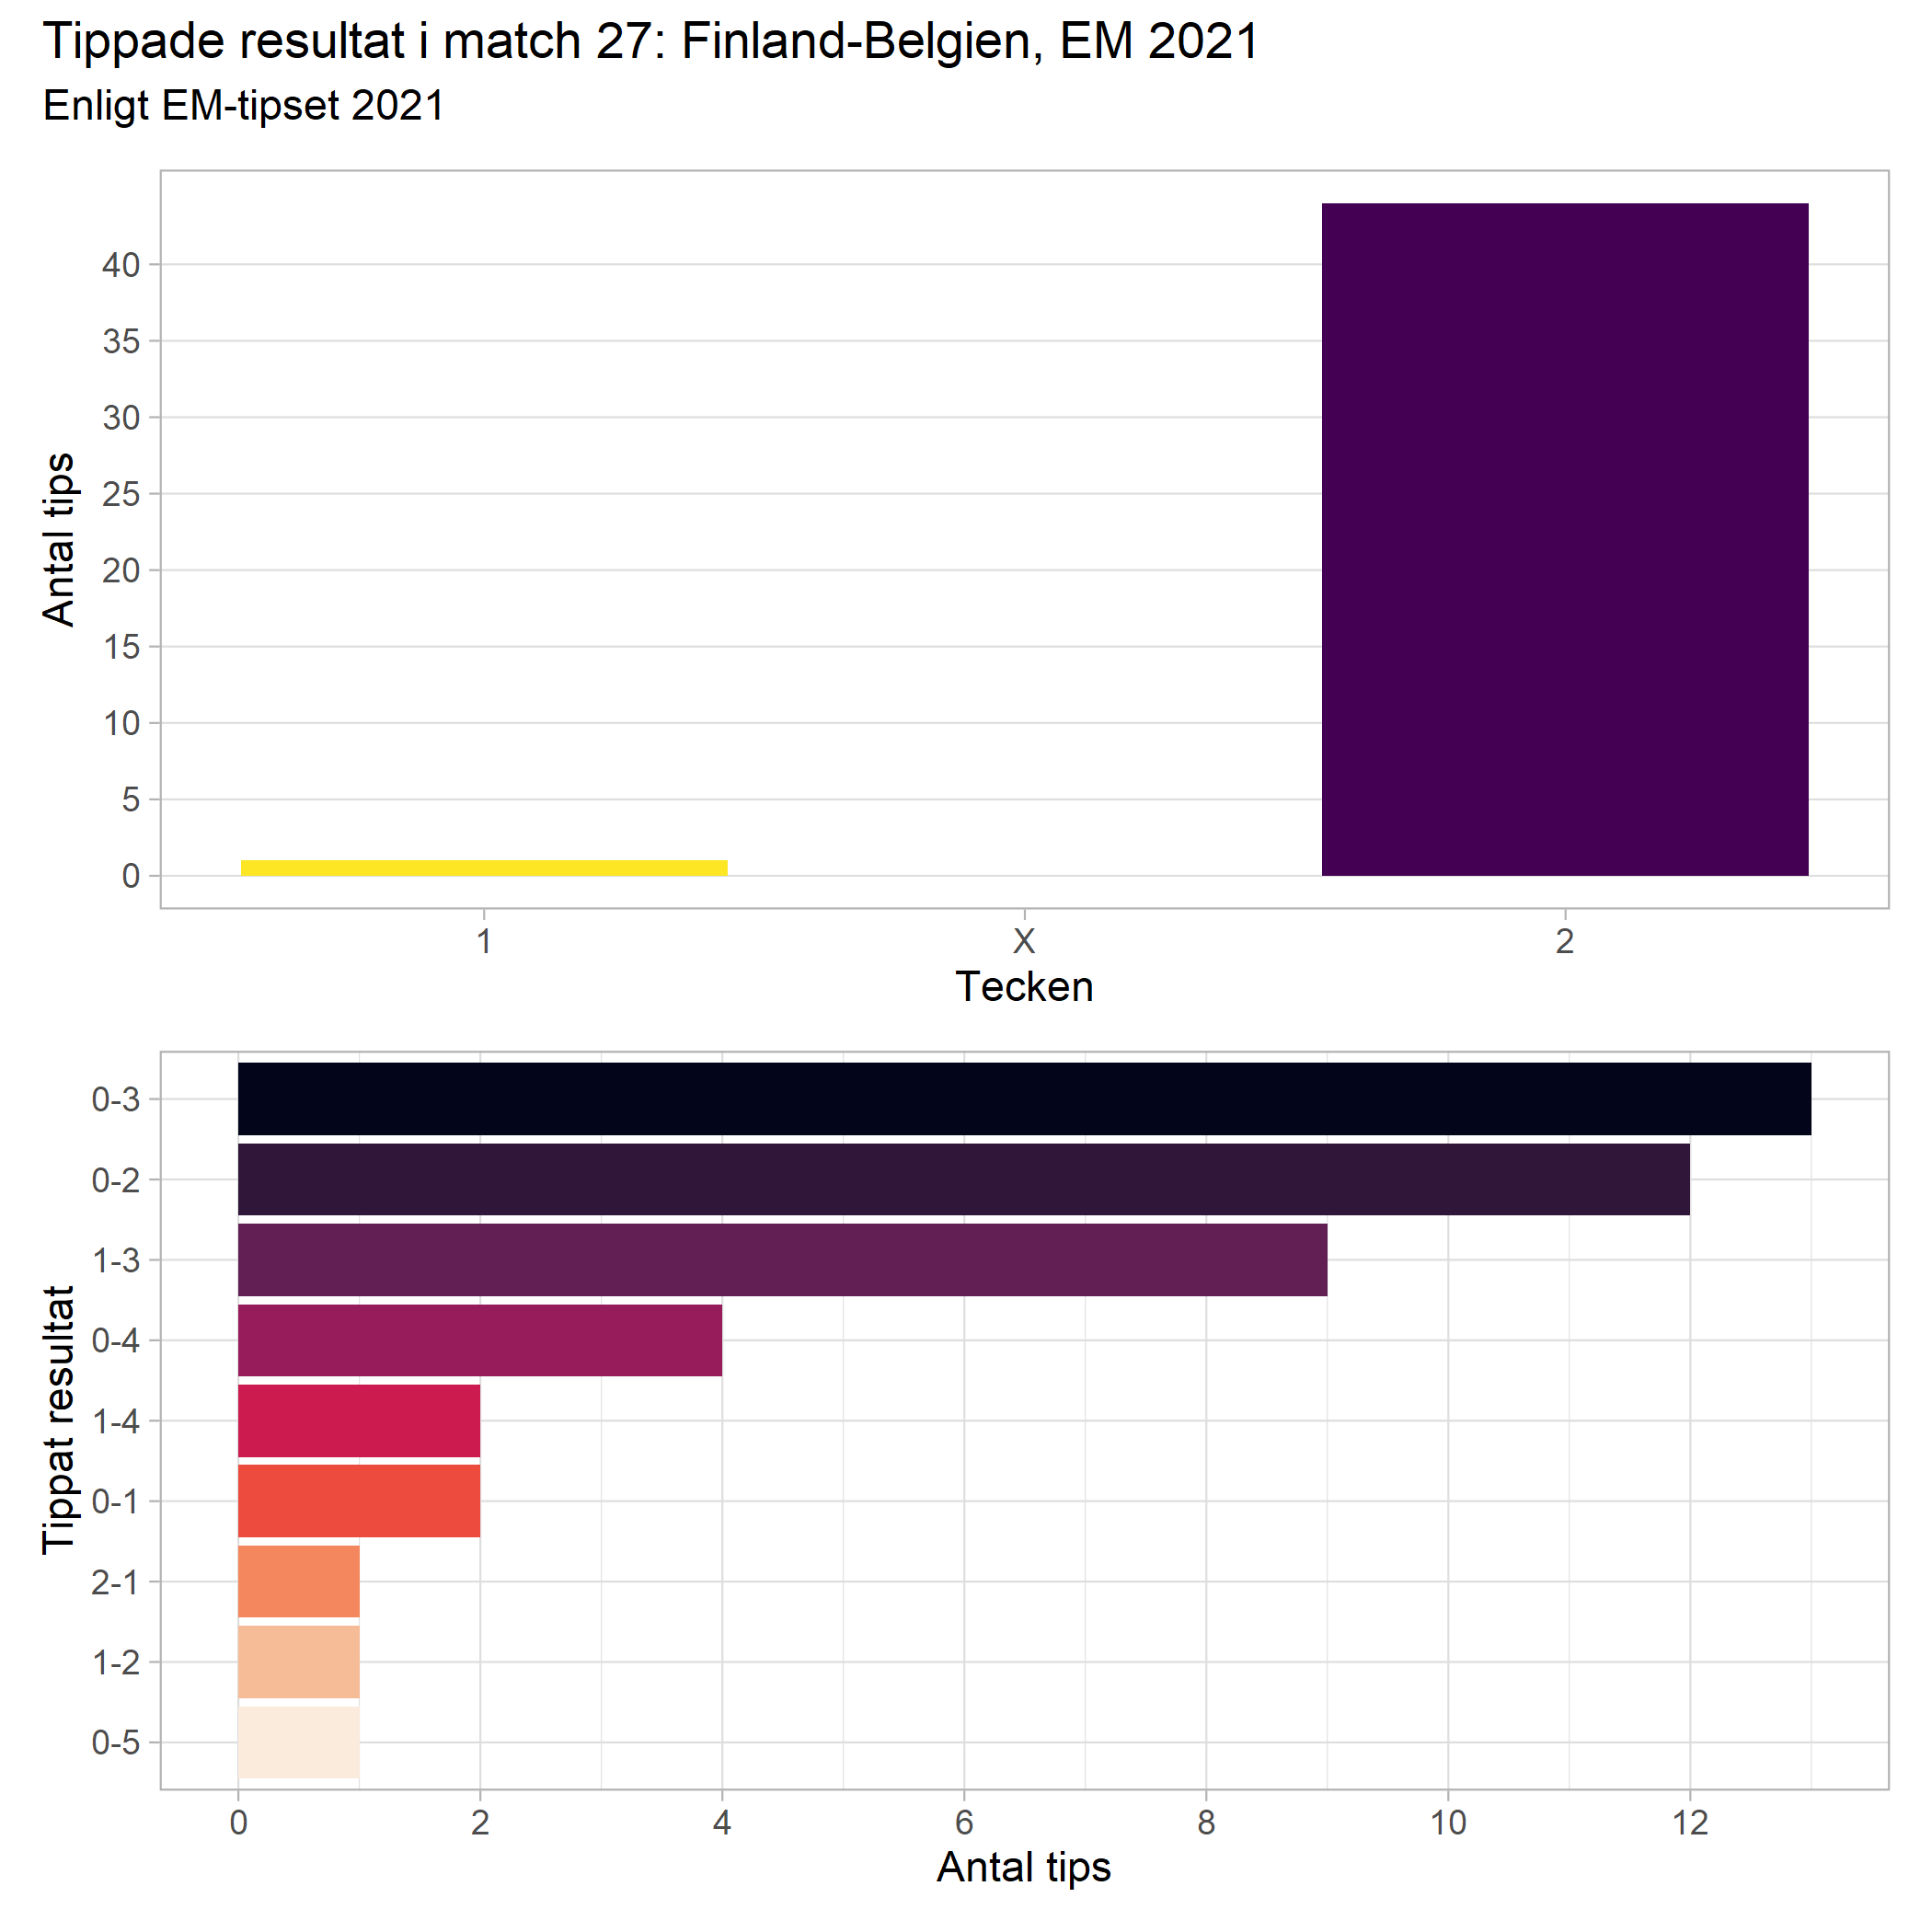 Tippade resultat i match 27: Finland-Belgien, EM 2021
Enligt EM-tipset 2021
Antal tips
40
35
30
25
20
15
10
5
0
1 X 2
Tecken
Tippat resultat
0-3
0-2
1-3
0-4
1-4
0-1
2-1
1-2
0-5
0 2 4 6 8 10 12
Antal tips